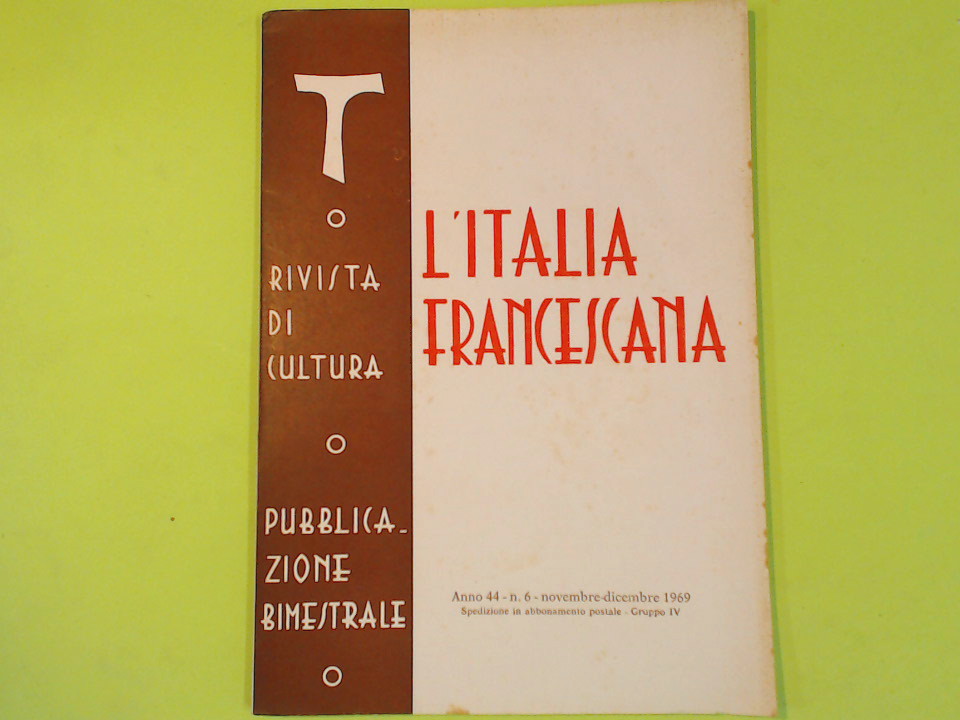 RIVISTA
DI
CULTURA
PUBBLICA-
ZIONE
BIMESTRALE
L'ITALIA
FRANCESCANA
Anno 44 - n. 6 - novembre-dicembre 1969
Spedizione in abbonamento postale - Gruppo IV